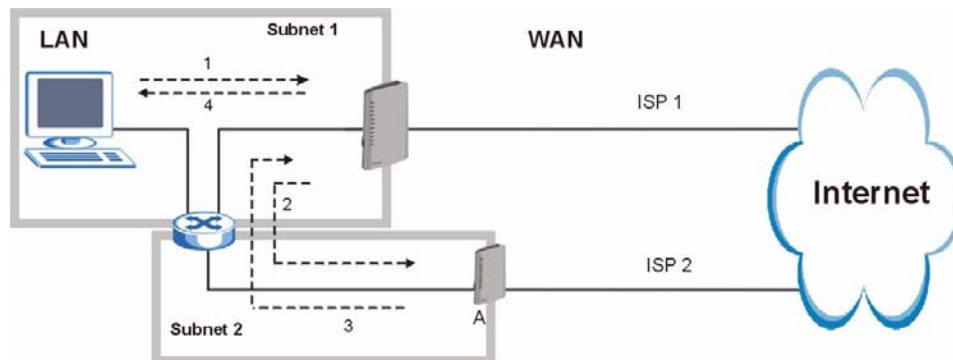 Subnet 1
LAN
WAN
1
4
ISP 1
2
Internet
ISP 2
3
A
Subnet 2